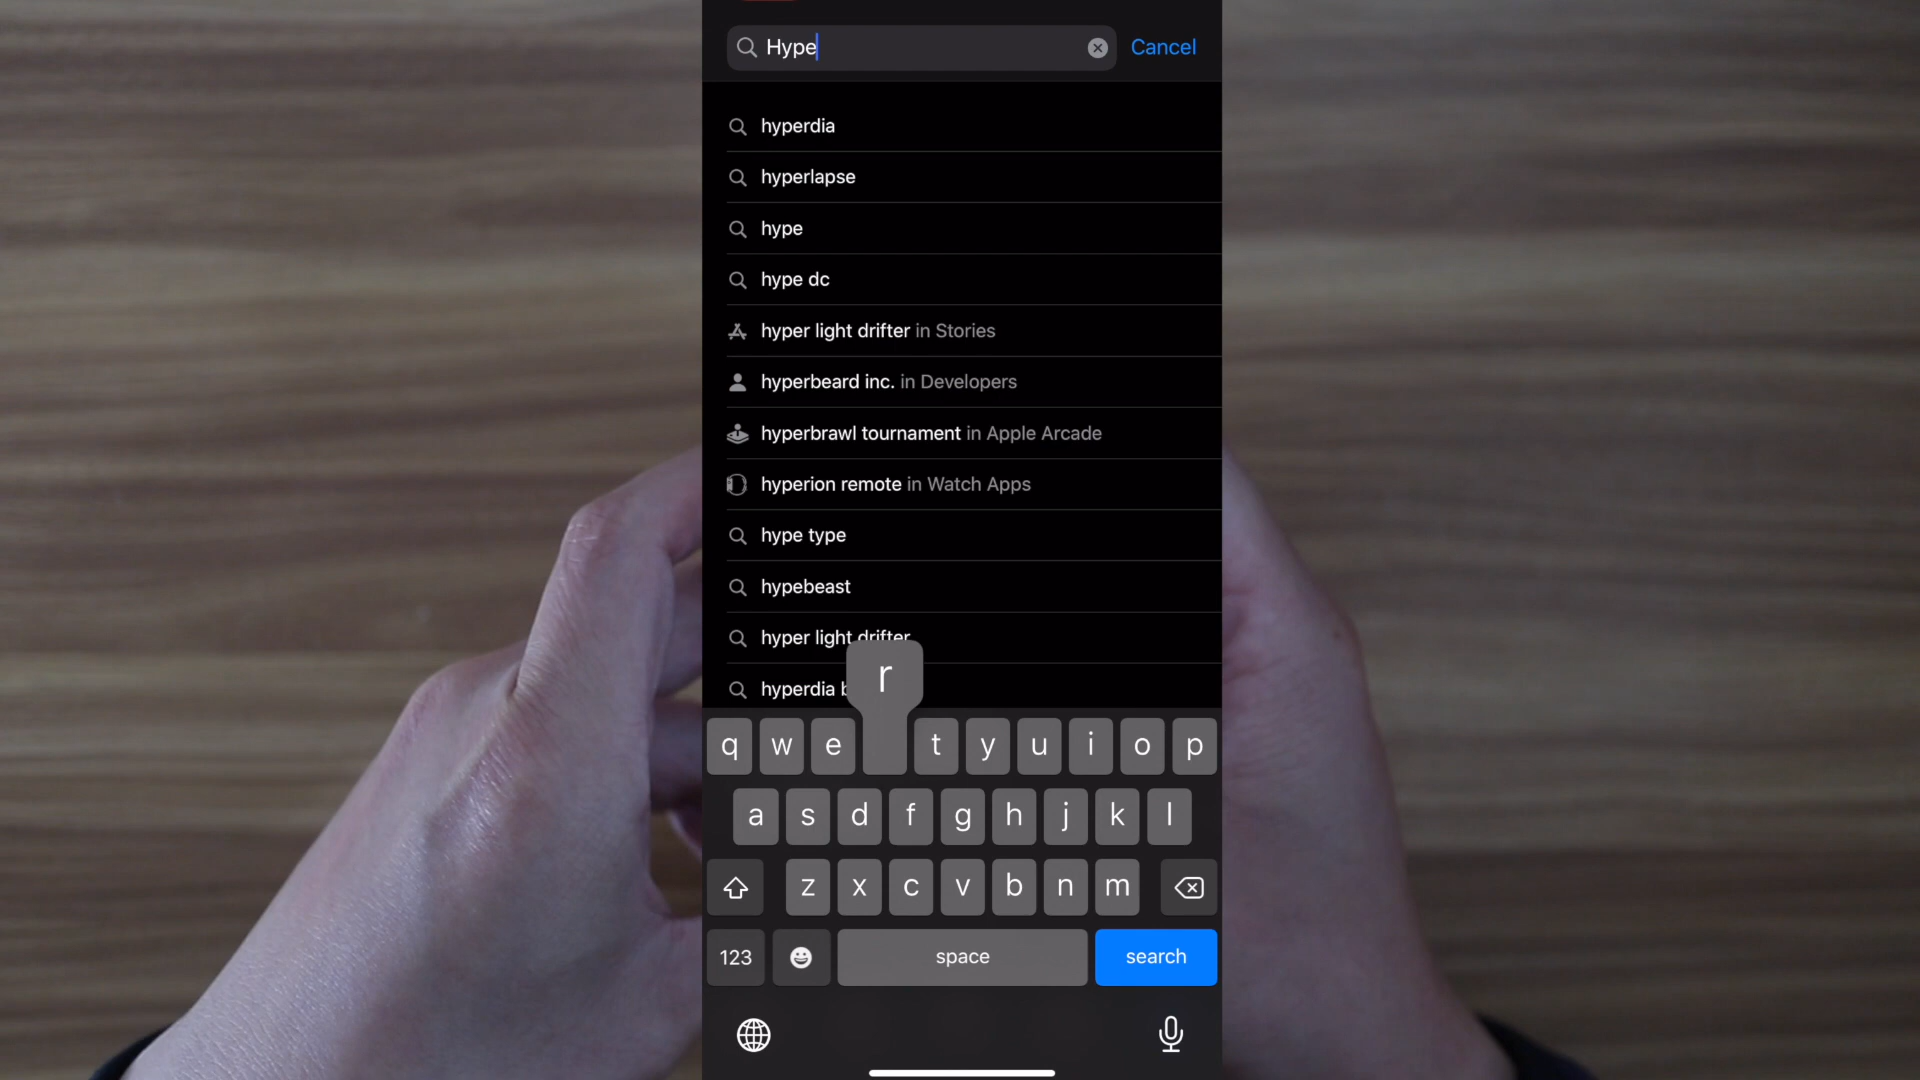 Hype
Cancel
hyperdia
hyperlapse
hype
hype dc
hyper light drifter in Stories
hyperbeard inc. in Developers
hyperbrawl tournament in Apple Arcade
hyperion remote in Watch Apps
hype type
hypebeast
hyper light drifter
hyperdia
r
q w e t y u i o p
a s d f g h j k l
z x c v b n m
123 space search